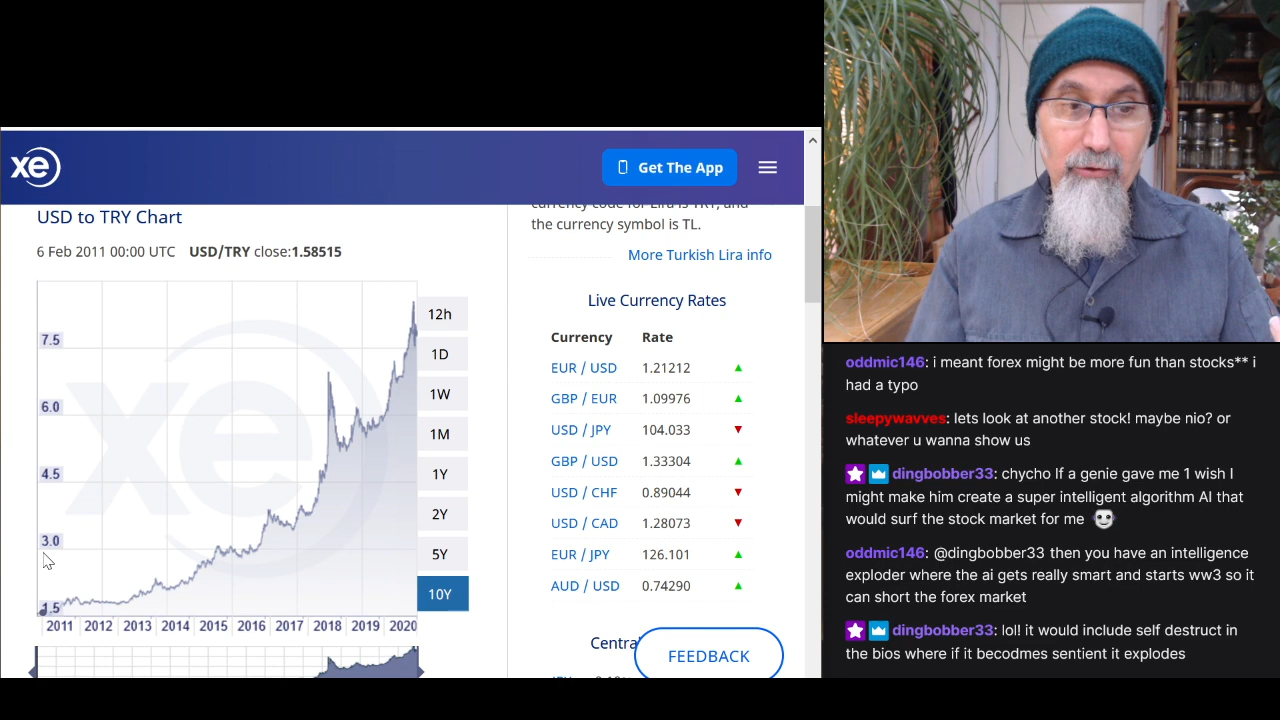 xe
Get The App
USD to TRY Chart
6 Feb 2011 00:00 UTC USD/TRY close:1.58515
7.5
6.0
4.5
3.0
1.5
2011 2012 2013 2014 2015 2016 2017 2018 2019 2020
12h
1D
1W
1M
1Y
2Y
5Y
10Y
currency code for Lira is TRY, and
the currency symbol is TL.
More Turkish Lira info
Live Currency Rates
Currency Rate
EUR / USD 1.21212
GBP / EUR 1.09976
USD / JPY 104.033
GBP / USD 1.33304
USD / CHF 0.89044
USD / CAD 1.28073
EUR / JPY 126.101
AUD / USD 0.74290
FEEDBACK
oddmic146: i meant forex might be more fun than stocks** i
had a typo
sleepywavves: lets look at another stock! maybe nio? or
whatever u wanna show us
dingbobber33: chycho If a genie gave me 1 wish I
might make him create a super intelligent algorithm AI that
would surf the stock market for me
oddmic146: @dingbobber33 then you have an intelligence
exploder where the ai gets really smart and starts ww3 so it
can short the forex market
dingbobber33: lol! it would include self destruct in
the bios where if it becodmes sentient it explodes